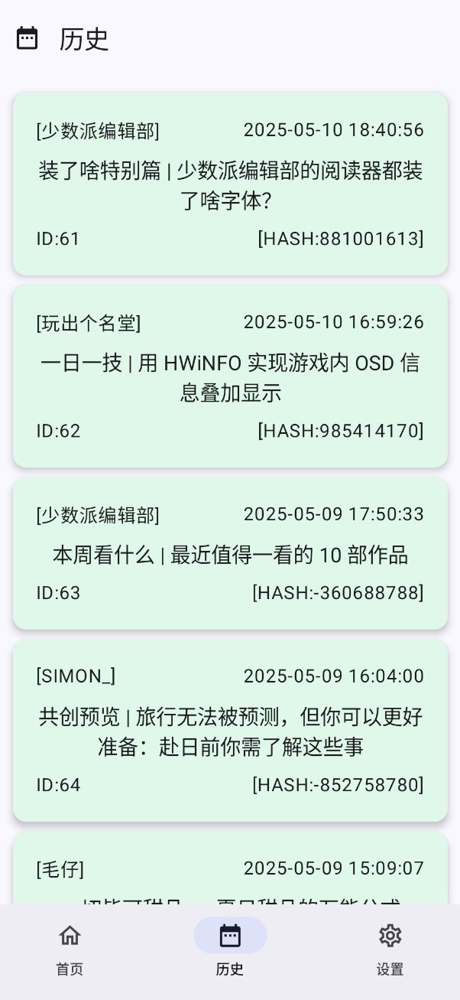 历史
[少数派编辑部] 2025-05-10 18:40:56
装了啥特别篇 | 少数派编辑部的阅读器都装
了啥字体？
ID:61 [HASH:881001613]
[玩出个名堂] 2025-05-10 16:59:26
一日一技 | 用 HWiNFO 实现游戏内 OSD 信
息叠加显示
ID:62 [HASH:985414170]
[少数派编辑部] 2025-05-09 17:50:33
本周看什么 | 最近值得一看的 10 部作品
ID:63 [HASH:-360688788]
[SIMON_] 2025-05-09 16:04:00
共创预览 | 旅行无法被预测，但你可以更好
准备：赴日前你需了解这些事
ID:64 [HASH:-852758780]
[毛仔] 2025-05-09 15:09:07
首页 历史 设置